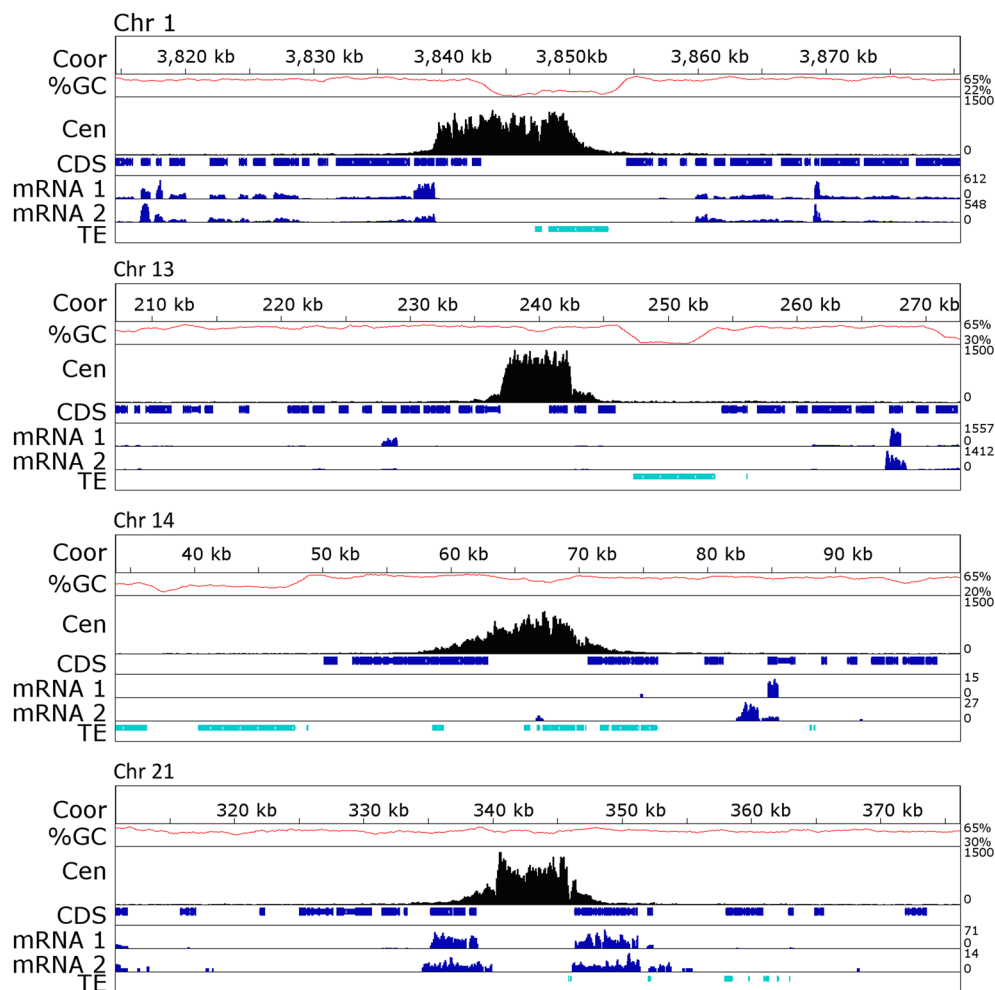 Chr 1
Coor 3,820 kb 3,830 kb 3,840 kb 3,850 kb 3,860 kb 3,870 kb
%GC 65%
22%
Cen 1500
0
CDS
mRNA 1 612
0
mRNA 2 548
0
TE
Chr 13
Coor 210 kb 220 kb 230 kb 240 kb 250 kb 260 kb 270 kb
%GC 65%
30%
Cen 1500
0
CDS
mRNA 1 1557
0
mRNA 2 1412
0
TE
Chr 14
Coor 40 kb 50 kb 60 kb 70 kb 80 kb 90 kb
%GC 65%
20%
Cen 1500
0
CDS
mRNA 1 15
0
mRNA 2 27
0
TE
Chr 21
Coor 320 kb 330 kb 340 kb 350 kb 360 kb 370 kb
%GC 65%
30%
Cen 1500
0
CDS
mRNA 1 71
0
mRNA 2 14
0
TE